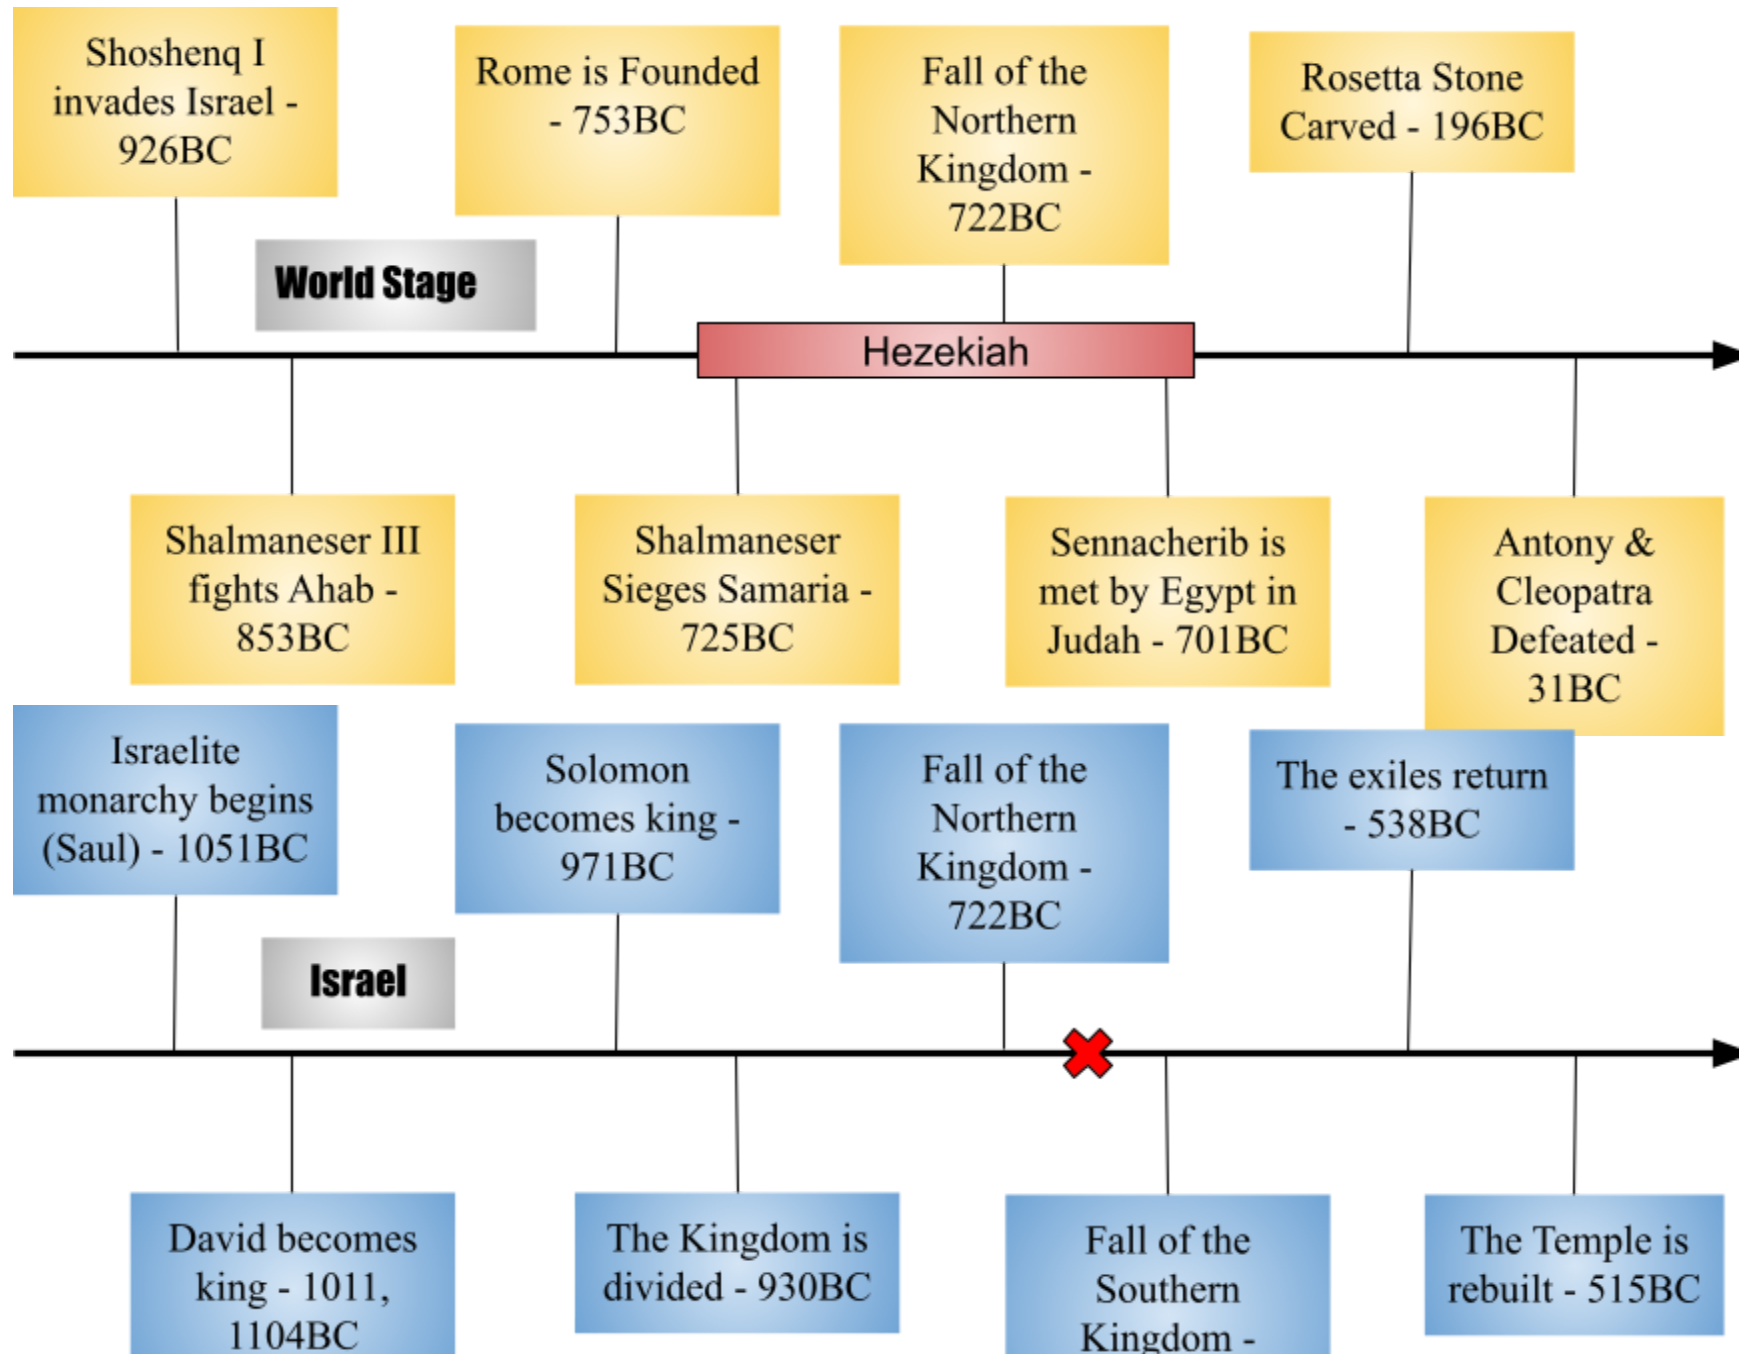 Shoshenq I
invades Israel -
926BC
Rome is Founded
- 753BC
Fall of the
Northern
Kingdom -
722BC
Rosetta Stone
Carved - 196BC
World Stage
Hezekiah
Shalmaneser III
fights Ahab -
853BC
Shalmaneser
Sieges Samaria -
725BC
Sennacherib is
met by Egypt in
Judah - 701BC
Antony &
Cleopatra
Defeated -
31BC
Israelite
monarchy begins
(Saul) - 1051BC
Solomon
becomes king -
971BC
Fall of the
Northern
Kingdom -
722BC
The exiles return
- 538BC
Israel
David becomes
king - 1011,
1104BC
The Kingdom is
divided - 930BC
Fall of the
Southern
Kingdom -
The Temple is
rebuilt - 515BC